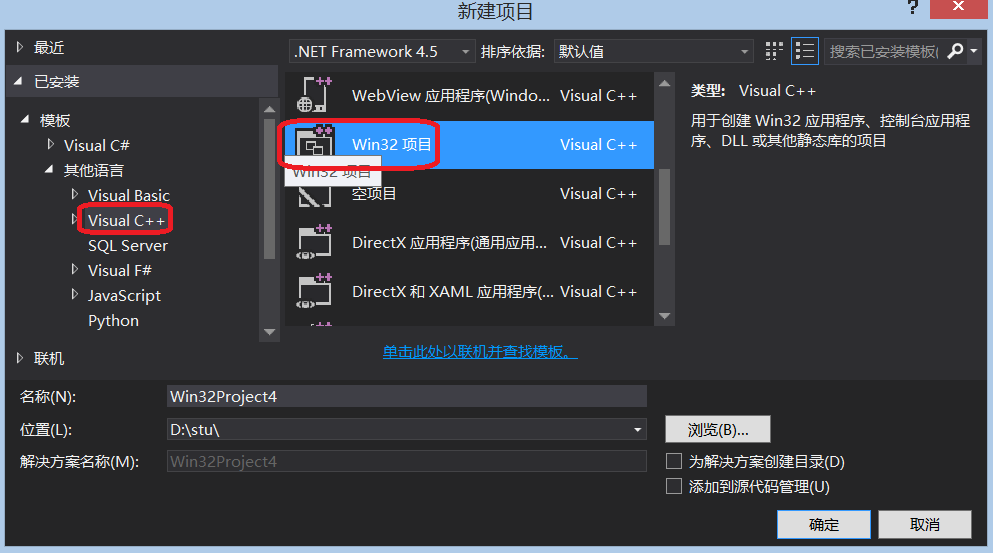 新建项目
?
最近
已安装
模板
Visual C#
其他语言
Visual Basic
Visual C++
SQL Server
Visual F#
JavaScript
Python
联机
.NET Framework 4.5
排序依据:
默认值
搜索已安装模板(
WebView 应用程序(Windo... Visual C++
Win32 项目 Visual C++
Win32 项目
空项目 Visual C++
DirectX 应用程序(通用应用... Visual C++
DirectX 和 XAML 应用程序(... Visual C++
单击此处以联机并查找模板。
类型: Visual C++
用于创建 Win32 应用程序、控制台应用程
序、DLL 或其他静态库的项目
名称(N): Win32Project4
位置(L): D:\stu\
浏览(B)...
解决方案名称(M): Win32Project4
为解决方案创建目录(D)
添加到源代码管理(U)
确定
取消